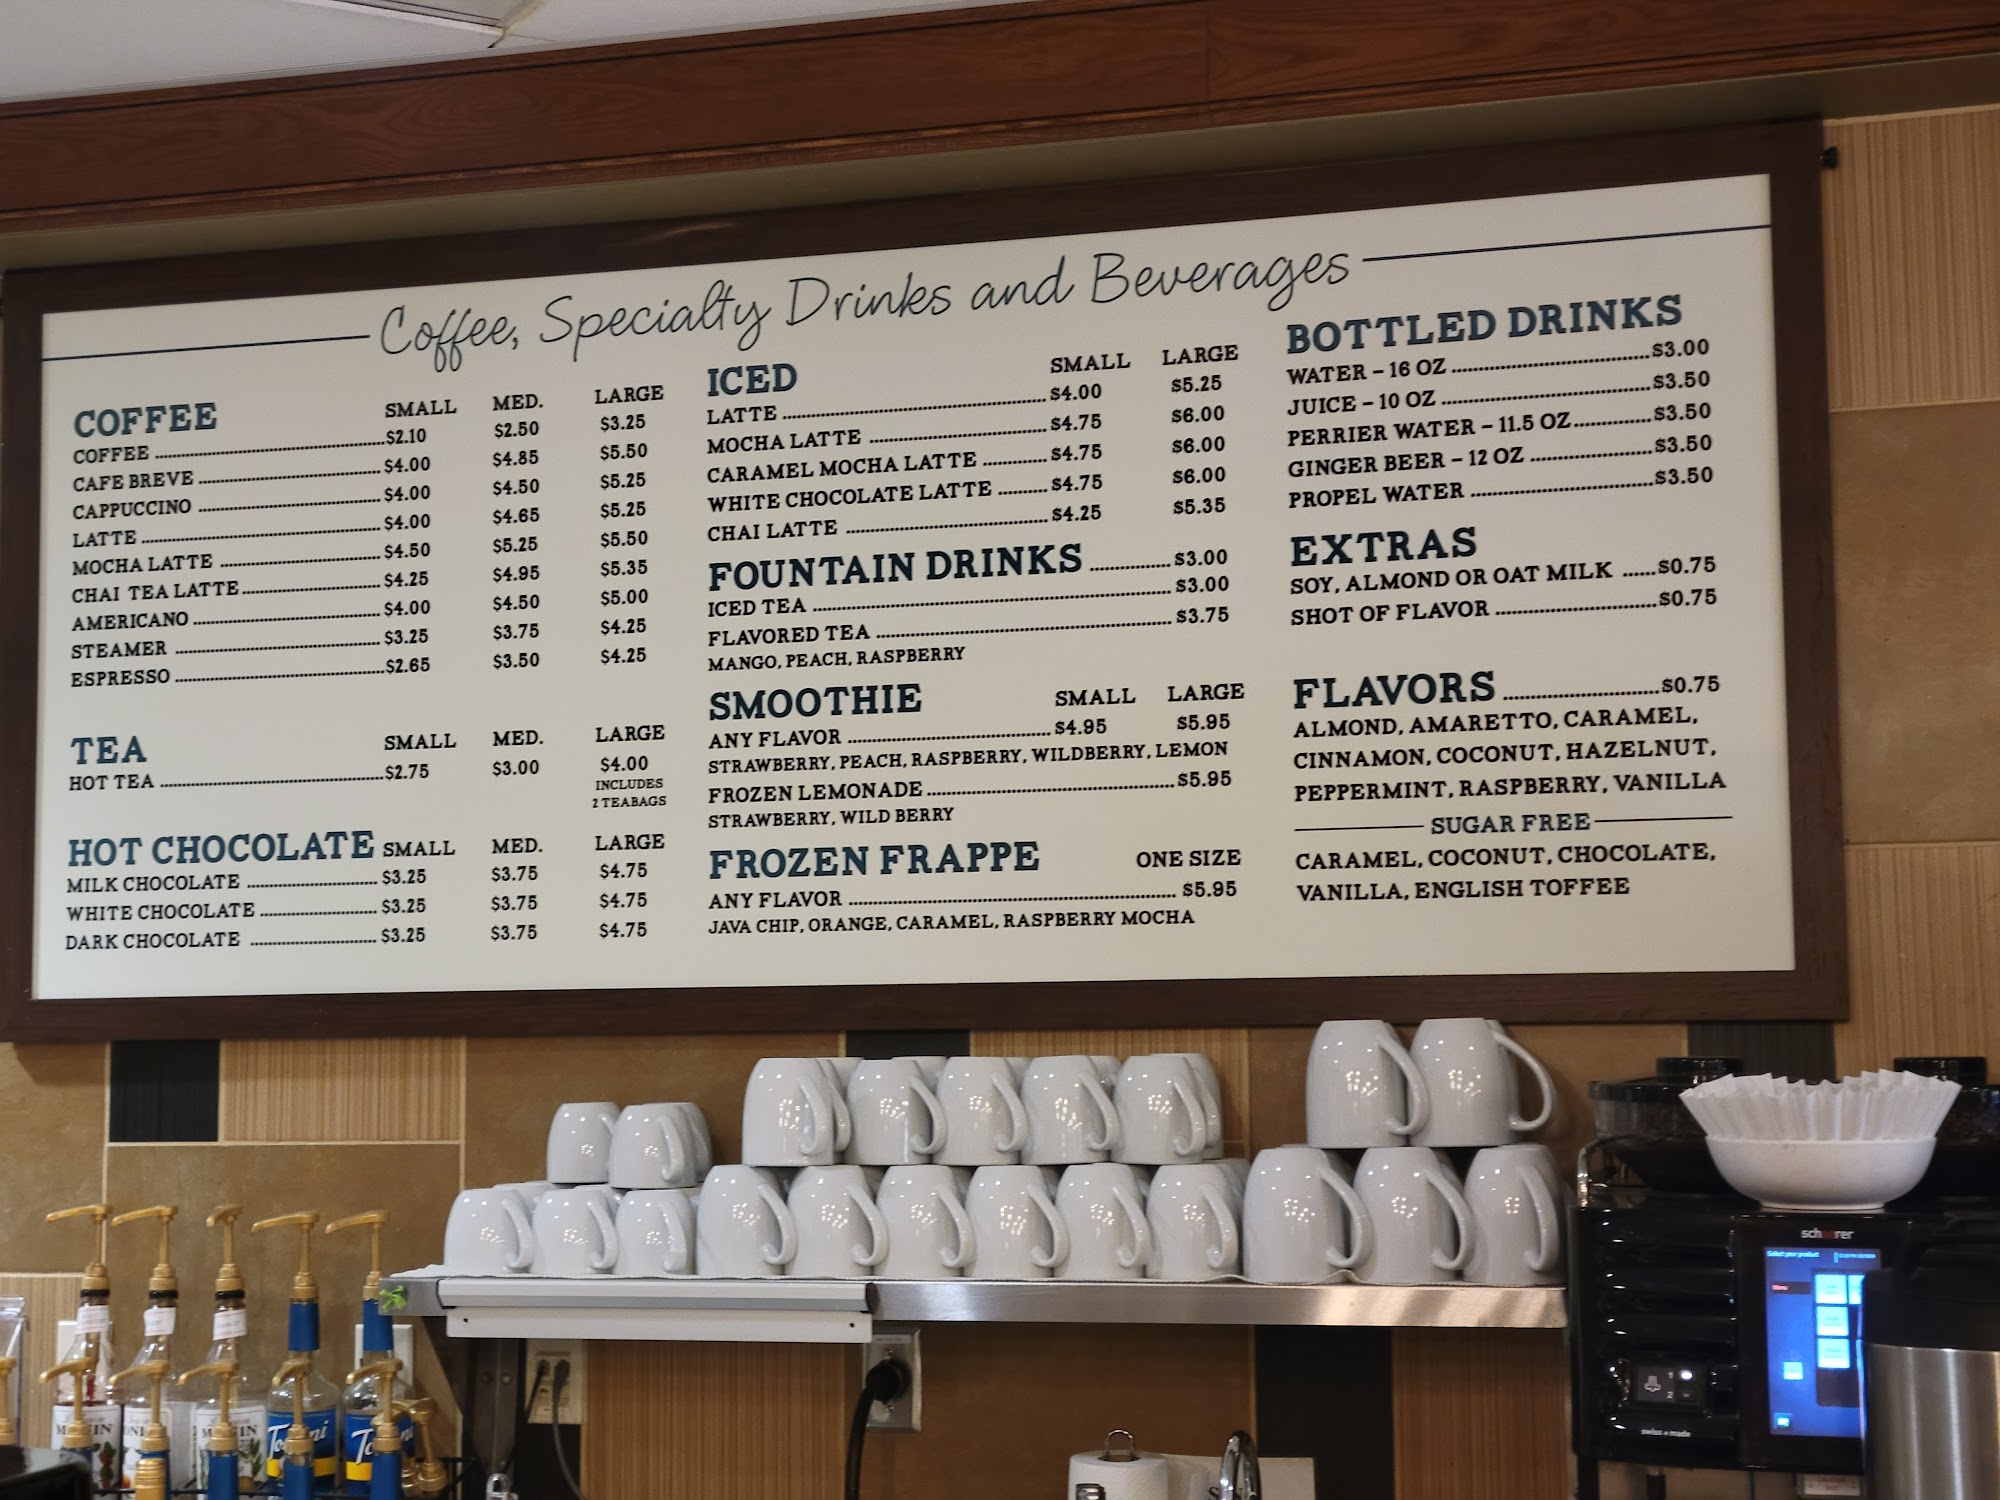 Coffee, Specialty Drinks and Beverages
COFFEE SMALL MED. LARGE
COFFEE $2.10 $2.50 $3.25
CAFE BREVE $4.00 $4.85 $5.50
CAPPUCCINO $4.00 $4.50 $5.25
LATTE $4.00 $4.65 $5.25
MOCHA LATTE $4.50 $5.25 $5.50
CHAI TEA LATTE $4.25 $4.95 $5.35
AMERICANO $4.00 $4.50 $5.00
STEAMER $3.25 $3.75 $4.25
ESPRESSO $2.65 $3.50 $4.25
TEA SMALL MED. LARGE
HOT TEA $2.75 $3.00 $4.00
INCLUDES
2 TEABAGS
HOT CHOCOLATE SMALL MED. LARGE
MILK CHOCOLATE $3.25 $3.75 $4.75
WHITE CHOCOLATE $3.25 $3.75 $4.75
DARK CHOCOLATE $3.25 $3.75 $4.75
ICED SMALL LARGE
LATTE $4.00 $5.25
MOCHA LATTE $4.75 $6.00
CARAMEL MOCHA LATTE $4.75 $6.00
WHITE CHOCOLATE LATTE $4.75 $6.00
CHAI LATTE $4.25 $5.35
FOUNTAIN DRINKS $3.00
ICED TEA $3.00
FLAVORED TEA $3.75
MANGO, PEACH, RASPBERRY
SMOOTHIE SMALL LARGE
ANY FLAVOR $4.95 $5.95
STRAWBERRY, PEACH, RASPBERRY, WILDBERRY, LEMON
FROZEN LEMONADE $5.95
STRAWBERRY, WILD BERRY
FROZEN FRAPPE ONE SIZE
ANY FLAVOR $5.95
JAVA CHIP, ORANGE, CARAMEL, RASPBERRY MOCHA
BOTTLED DRINKS
WATER – 16 OZ $3.00
JUICE – 10 OZ $3.50
PERRIER WATER – 11.5 OZ $3.50
GINGER BEER – 12 OZ $3.50
PROPEL WATER $3.50
EXTRAS
SOY, ALMOND OR OAT MILK $0.75
SHOT OF FLAVOR $0.75
FLAVORS $0.75
ALMOND, AMARETTO, CARAMEL,
CINNAMON, COCONUT, HAZELNUT,
PEPPERMINT, RASPBERRY, VANILLA
SUGAR FREE
CARAMEL, COCONUT, CHOCOLATE,
VANILLA, ENGLISH TOFFEE
schaerer
Select your product
1
2
swiss made